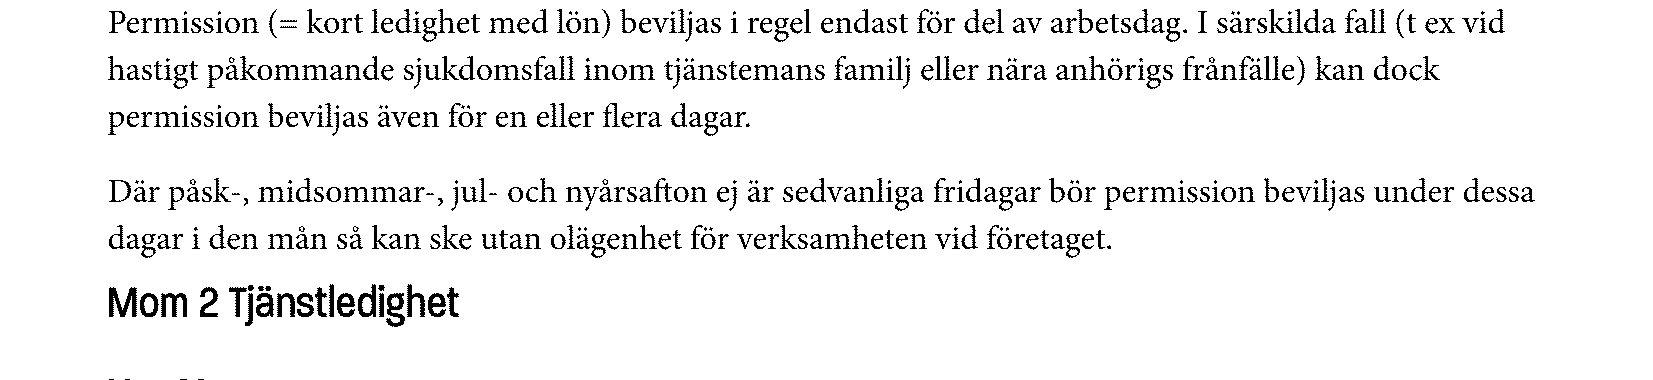 Permission (= kort ledighet med lön) beviljas i regel endast för del av arbetsdag. I särskilda fall (t ex vid
hastigt påkommande sjukdomsfall inom tjänstemans familj eller nära anhörigs frånfälle) kan dock
permission beviljas även för en eller flera dagar.
Där påsk-, midsommar-, jul- och nyårsafton ej är sedvanliga fridagar bör permission beviljas under dessa
dagar i den mån så kan ske utan olägenhet för verksamheten vid företaget.
Mom 2 Tjänstledighet